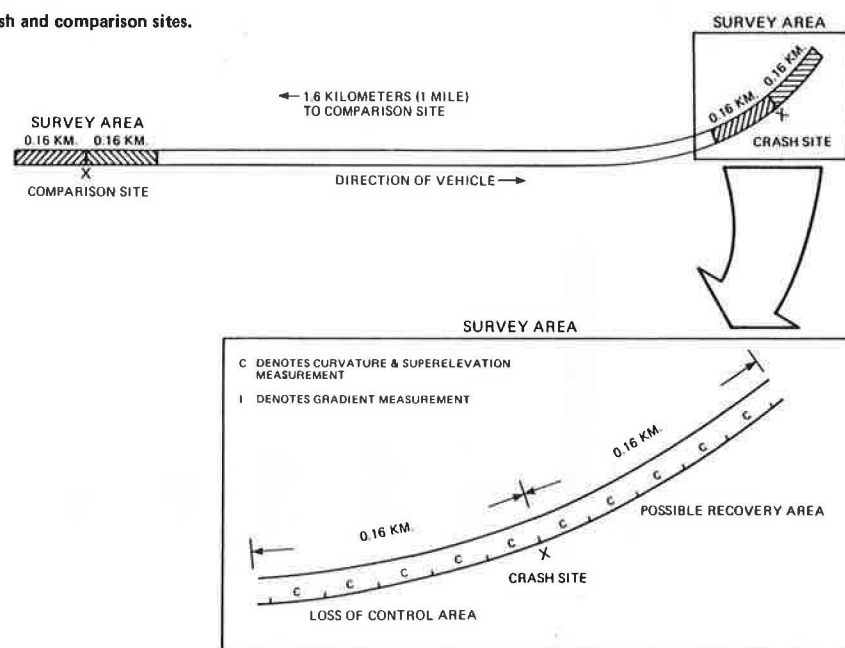 sh and comparison sites.
SURVEY AREA
0.16 KM.
0.16 KM.
← 1.6 KILOMETERS (1 MILE)
TO COMPARISON SITE
SURVEY AREA
0.16 KM. 0.16 KM.
CRASH SITE
X
COMPARISON SITE
DIRECTION OF VEHICLE →
SURVEY AREA
C DENOTES CURVATURE & SUPERELEVATION
MEASUREMENT
I DENOTES GRADIENT MEASUREMENT
0.16 KM.
0.16 KM.
C C C C C C C C C C
POSSIBLE RECOVERY AREA
X
CRASH SITE
LOSS OF CONTROL AREA